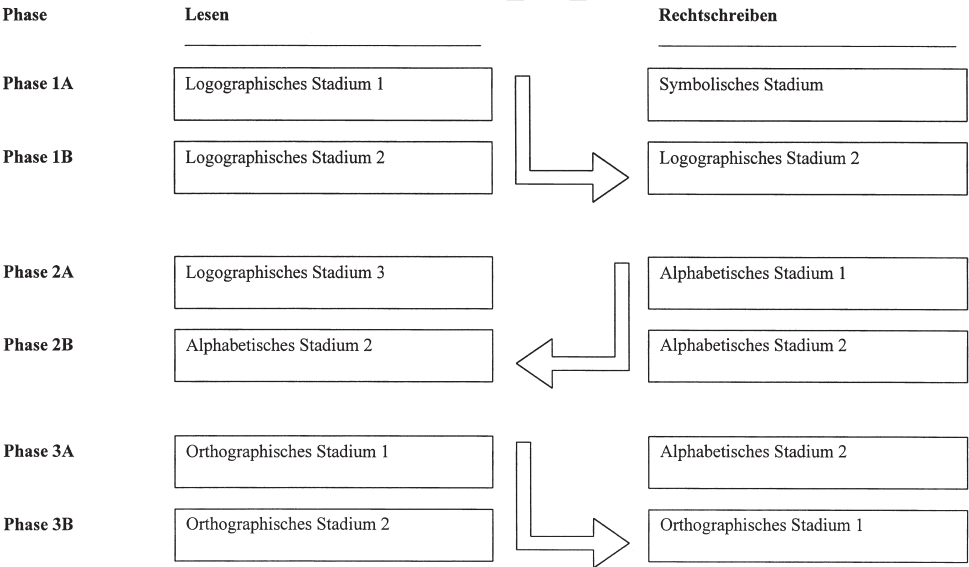 Phase Lesen Rechtschreiben
Phase 1A Logographisches Stadium 1 Symbolisches Stadium
Phase 1B Logographisches Stadium 2 Logographisches Stadium 2
Phase 2A Logographisches Stadium 3 Alphabetisches Stadium 1
Phase 2B Alphabetisches Stadium 2 Alphabetisches Stadium 2
Phase 3A Orthographisches Stadium 1 Alphabetisches Stadium 2
Phase 3B Orthographisches Stadium 2 Orthographisches Stadium 1